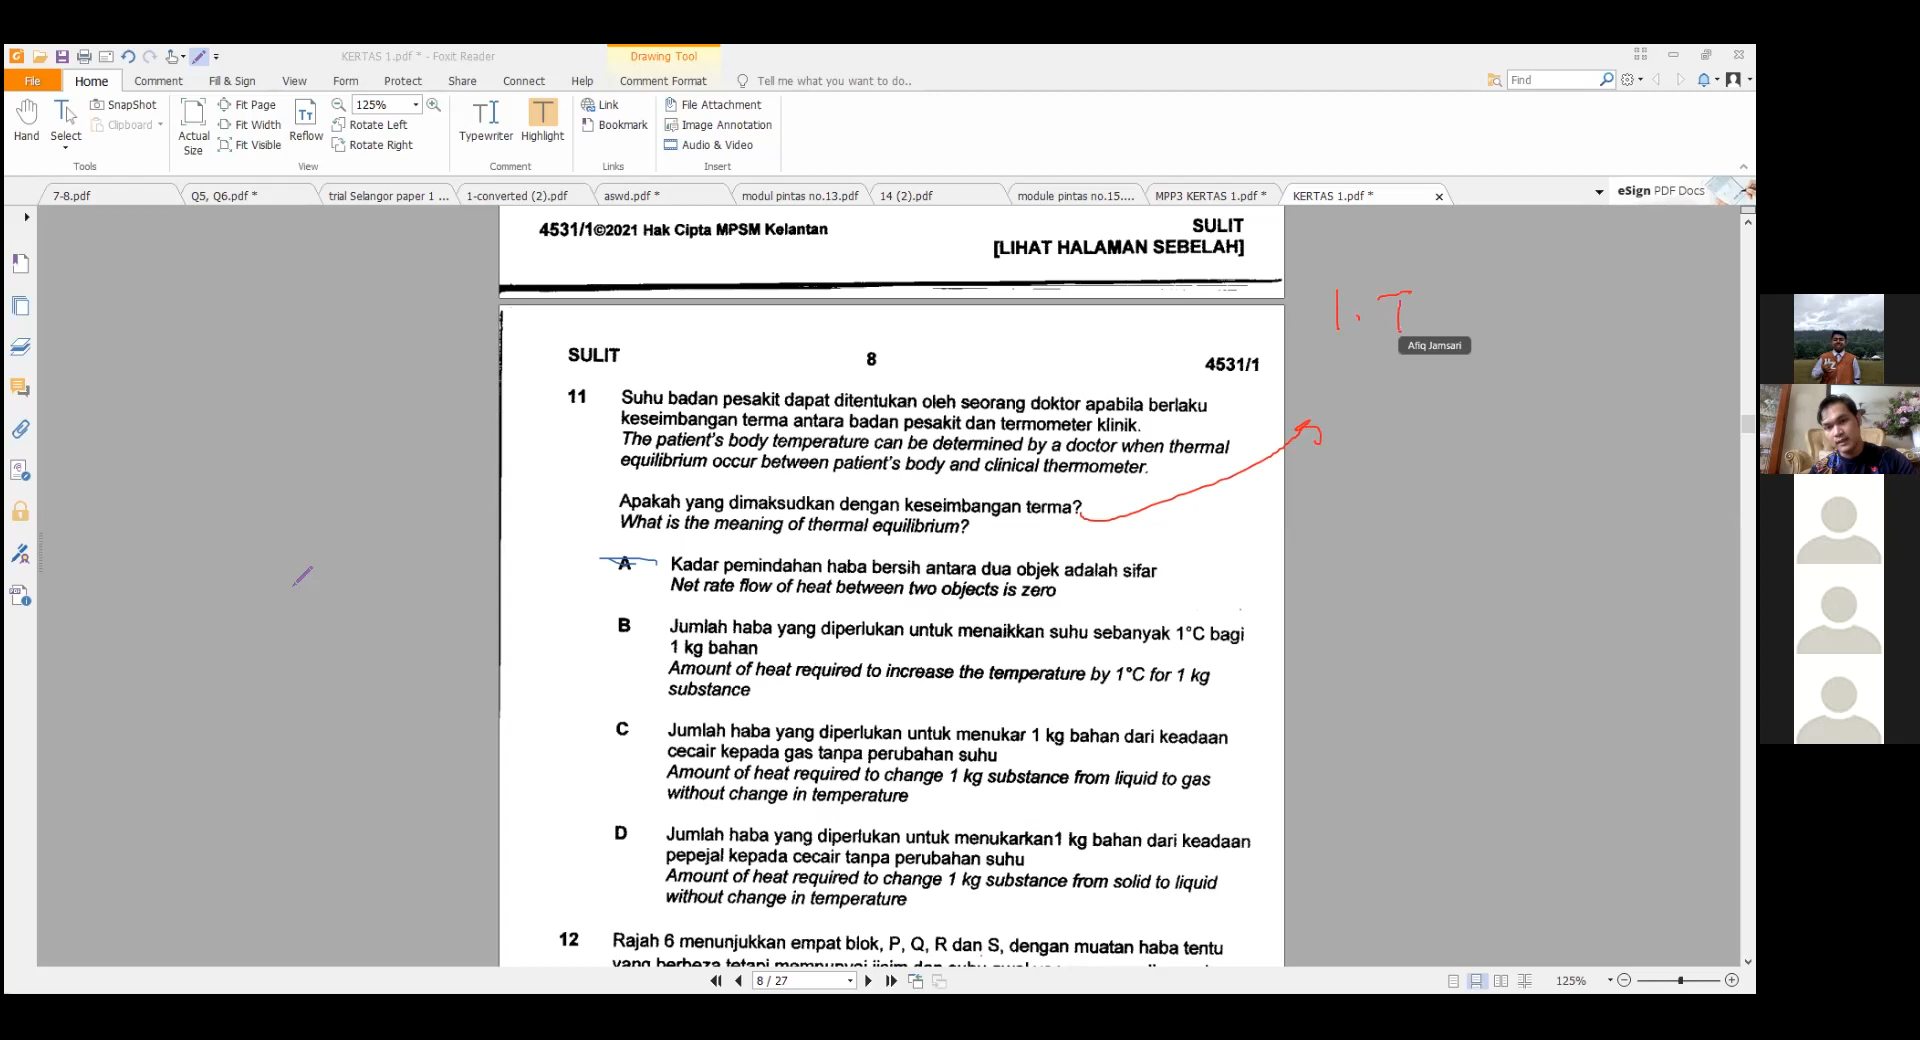 KERTAS 1.pdf * - Foxit Reader
Drawing Tool
File Home Comment Fill & Sign View Form Protect Share Connect Help Comment Format Tell me what you want to do.. Find
Hand
Select
SnapShot
Clipboard
Tools
Actual Size
Fit Page
Fit Width
Fit Visible
Reflow
125%
Rotate Left
Rotate Right
View
Typewriter
Highlight
Comment
Link
Bookmark
Links
File Attachment
Image Annotation
Audio & Video
Insert
7-8.pdf Q5, Q6.pdf * trial Selangor paper 1 ... 1-converted (2).pdf aswd.pdf * modul pintas no.13.pdf 14 (2).pdf module pintas no.15.... MPP3 KERTAS 1.pdf * KERTAS 1.pdf * eSign PDF Docs
4531/1©2021 Hak Cipta MPSM Kelantan
SULIT
[LIHAT HALAMAN SEBELAH]
1. T
Afiq Jamsari
SULIT 8 4531/1
11 Suhu badan pesakit dapat ditentukan oleh seorang doktor apabila berlaku
keseimbangan terma antara badan pesakit dan termometer klinik.
The patient's body temperature can be determined by a doctor when thermal
equilibrium occur between patient's body and clinical thermometer.
Apakah yang dimaksudkan dengan keseimbangan terma?
What is the meaning of thermal equilibrium?
A Kadar pemindahan haba bersih antara dua objek adalah sifar
Net rate flow of heat between two objects is zero
B Jumlah haba yang diperlukan untuk menaikkan suhu sebanyak 1°C bagi
1 kg bahan
Amount of heat required to increase the temperature by 1°C for 1 kg
substance
C Jumlah haba yang diperlukan untuk menukar 1 kg bahan dari keadaan
cecair kepada gas tanpa perubahan suhu
Amount of heat required to change 1 kg substance from liquid to gas
without change in temperature
D Jumlah haba yang diperlukan untuk menukarkan1 kg bahan dari keadaan
pepejal kepada cecair tanpa perubahan suhu
Amount of heat required to change 1 kg substance from solid to liquid
without change in temperature
12 Rajah 6 menunjukkan empat blok, P, Q, R dan S, dengan muatan haba tentu
yang berbeza tetapi mempunyai jisim dan suhu
8 / 27
125%